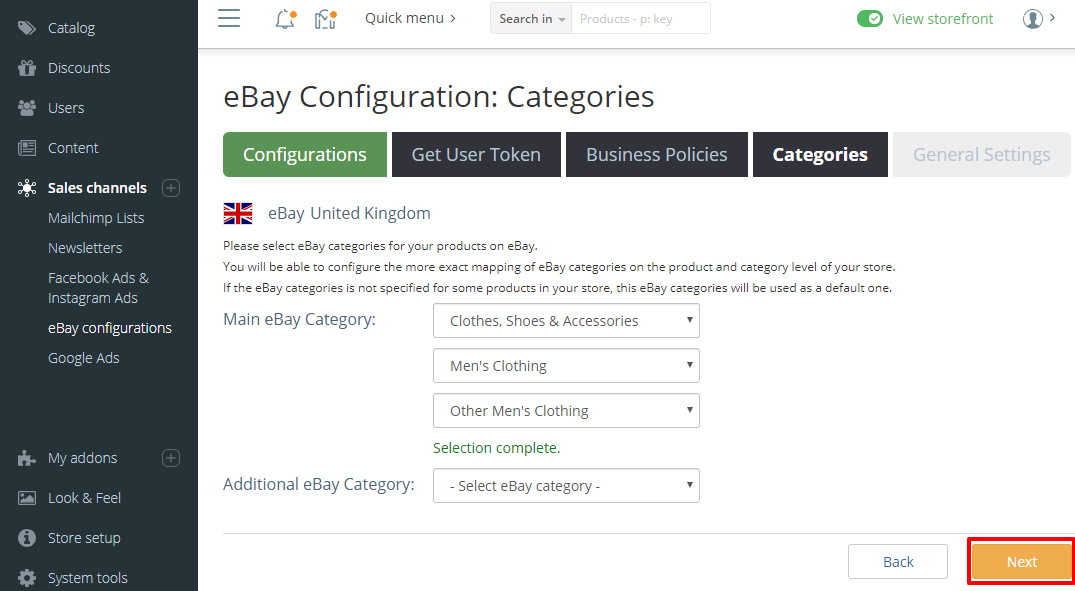 Catalog
Discounts
Users
Content
Sales channels
Mailchimp Lists
Newsletters
Facebook Ads &
Instagram Ads
eBay configurations
Google Ads
My addons
Look & Feel
Store setup
System tools
Quick menu
Search in
Products - p: key
View storefront
eBay Configuration: Categories
Configurations
Get User Token
Business Policies
Categories
General Settings
eBay United Kingdom
Please select eBay categories for your products on eBay.
You will be able to configure the more exact mapping of eBay categories on the product and category level of your store.
If the eBay categories is not specified for some products in your store, this eBay categories will be used as a default one.
Main eBay Category:
Clothes, Shoes & Accessories
Men's Clothing
Other Men's Clothing
Selection complete.
Additional eBay Category:
- Select eBay category -
Back
Next